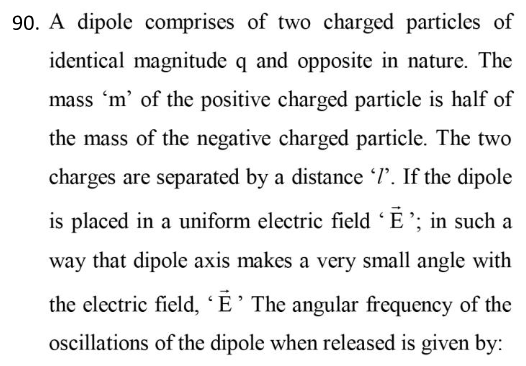 90. A dipole comprises of two charged particles of
identical magnitude q and opposite in nature. The
mass ‘m’ of the positive charged particle is half of
the mass of the negative charged particle. The two
charges are separated by a distance ‘l’. If the dipole
is placed in a uniform electric field ‘ E⃗ ’; in such a
way that dipole axis makes a very small angle with
the electric field, ‘ E⃗ ’ The angular frequency of the
oscillations of the dipole when released is given by: